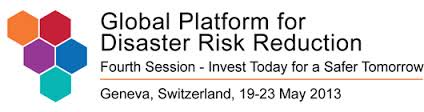 Global Platform for
Disaster Risk Reduction
Fourth Session - Invest Today for a Safer Tomorrow
Geneva, Switzerland, 19-23 May 2013